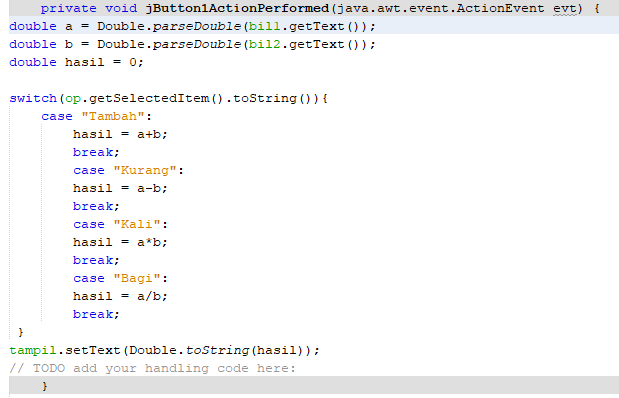 private void jButton1ActionPerformed(java.awt.event.ActionEvent evt) {
double a = Double.parseDouble(bil1.getText());
double b = Double.parseDouble(bil2.getText());
double hasil = 0;
switch(op.getSelectedItem().toString()){
case "Tambah":
hasil = a+b;
break;
case "Kurang":
hasil = a-b;
break;
case "Kali":
hasil = a*b;
break;
case "Bagi":
hasil = a/b;
break;
}
tampil.setText(Double.toString(hasil));
// TODO add your handling code here:
}